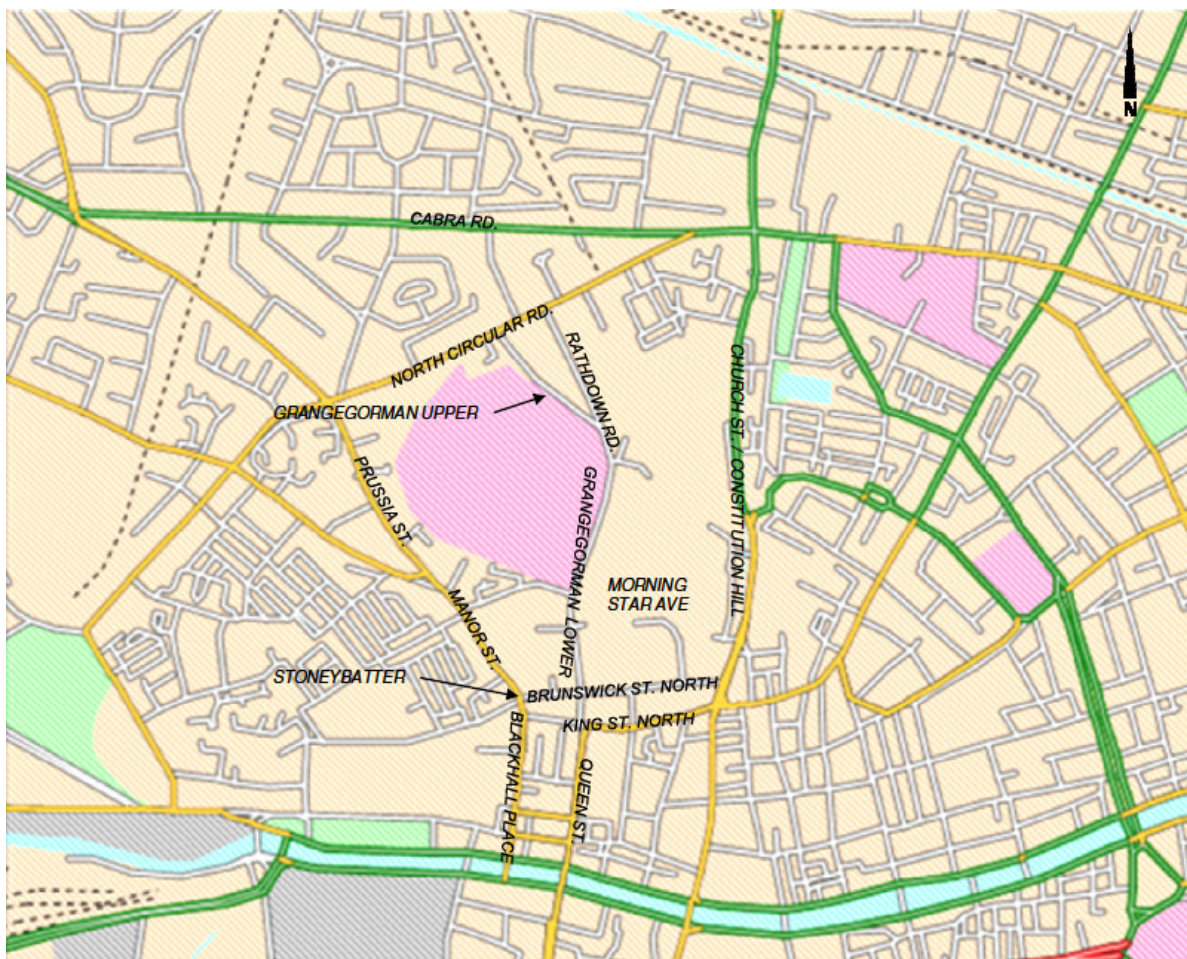 N
CABRA RD.
NORTH CIRCULAR RD.
RATHDOWN RD.
GRANGEGORMAN UPPER
CHURCH ST. / CONSTITUTION HILL
PRUSSIA ST.
GRANGEGORMAN LOWER
MORNING
STAR AVE
MANOR ST.
STONEYBATTER
BRUNSWICK ST. NORTH
KING ST. NORTH
BLACKHALL PLACE
QUEEN ST.